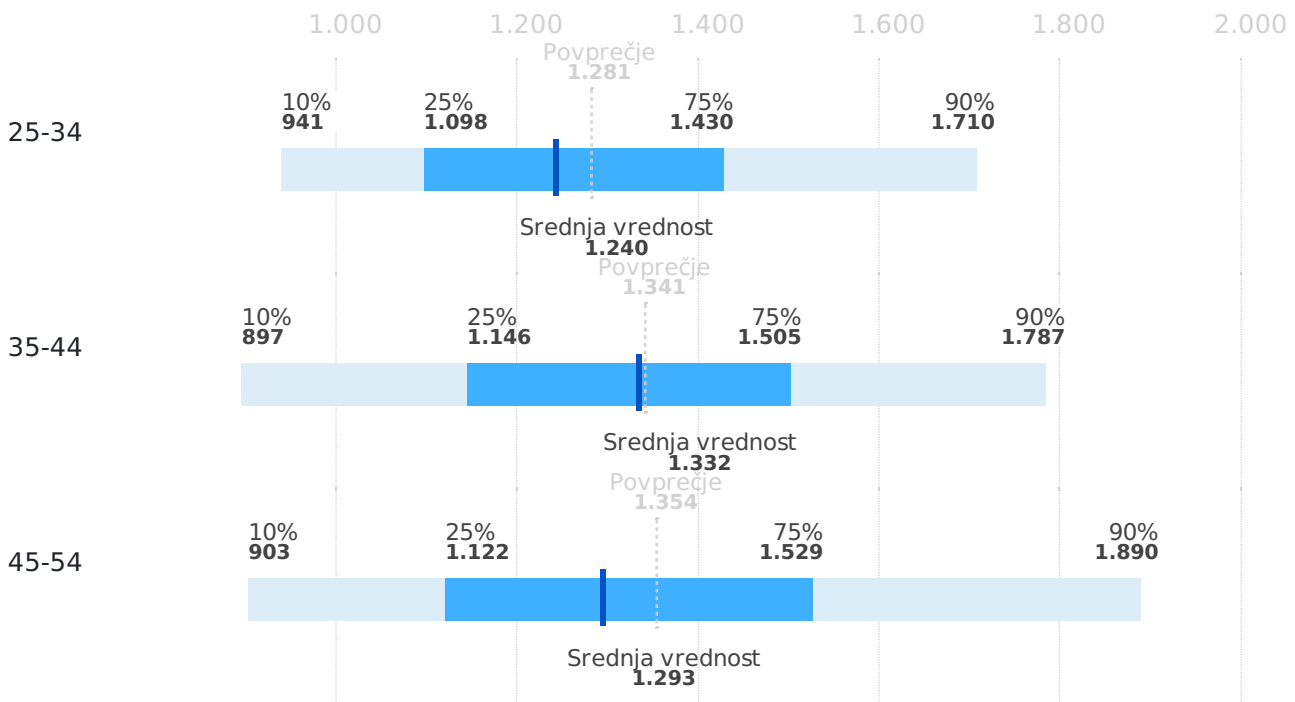 1.000 1.200 1.400 1.600 1.800 2.000
Povprečje
1.281
10% 25% 75% 90%
941 1.098 1.430 1.710
25-34
Srednja vrednost
1.240
Povprečje
1.341
10% 25% 75% 90%
897 1.146 1.505 1.787
35-44
Srednja vrednost
1.332
Povprečje
1.354
10% 25% 75% 90%
903 1.122 1.529 1.890
45-54
Srednja vrednost
1.293